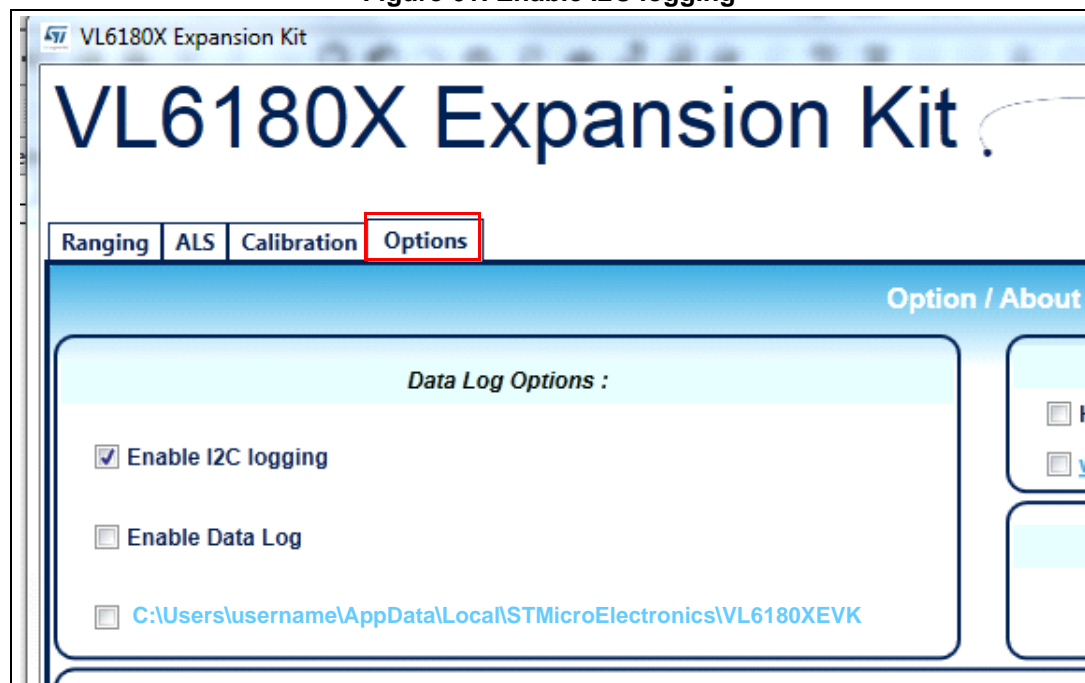 VL6180X Expansion Kit
VL6180X Expansion Kit
Ranging ALS Calibration Options
Option / About
Data Log Options :
Enable I2C logging
Enable Data Log
C:\Users\username\AppData\Local\STMicroElectronics\VL6180XEVK